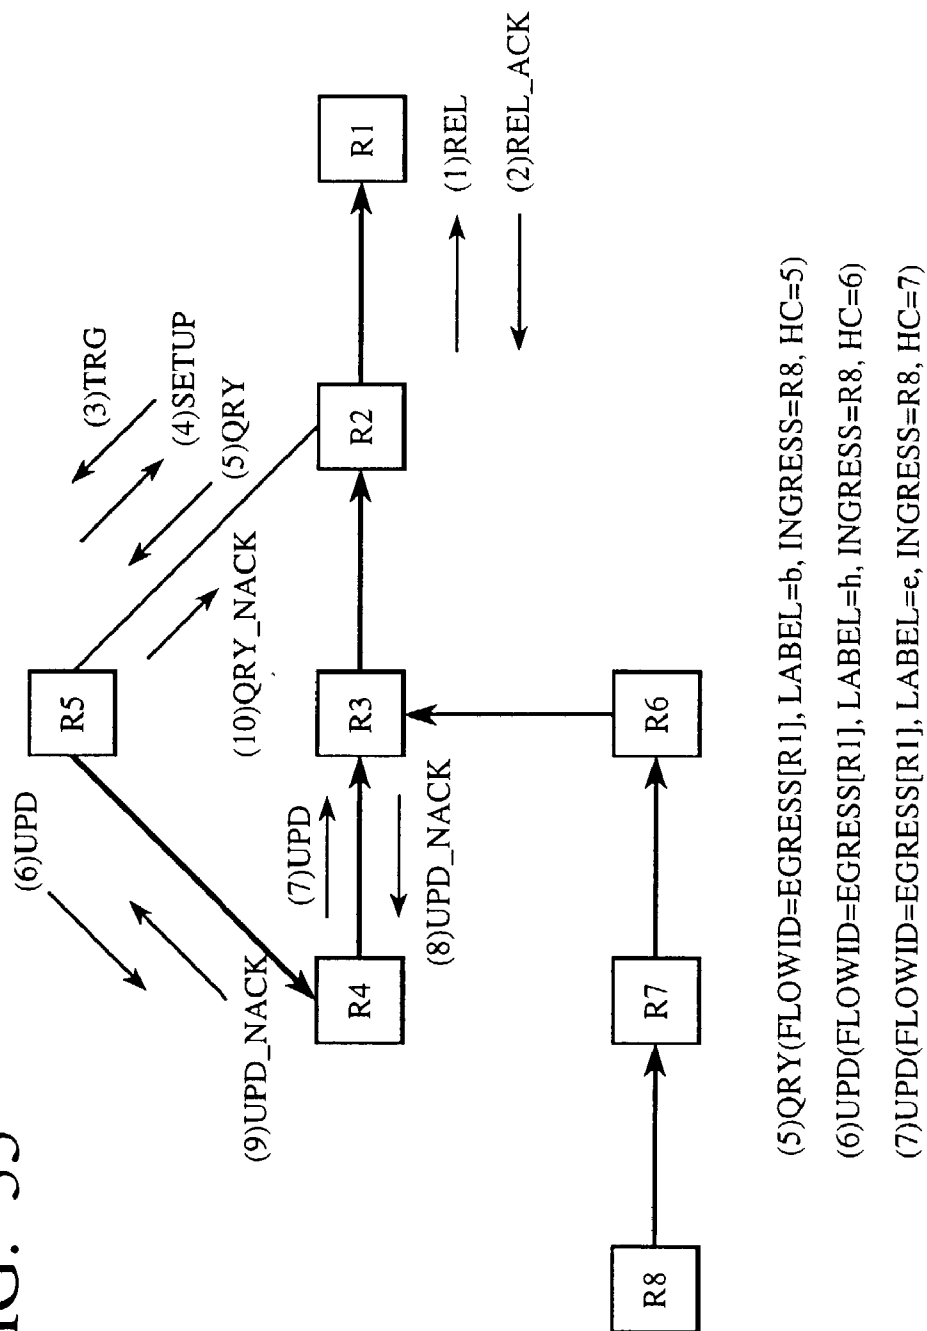 (6)UPD
R5
(3)TRG
(4)SETUP
(5)QRY
(10)QRY_NACK
(9)UPD_NACK
(7)UPD
R4
R3
R2
R1
(8)UPD_NACK
(1)REL
(2)REL_ACK
R8
R7
R6
(5)QRY(FLOWID=EGRESS[R1], LABEL=b, INGRESS=R8, HC=5)
(6)UPD(FLOWID=EGRESS[R1], LABEL=h, INGRESS=R8, HC=6)
(7)UPD(FLOWID=EGRESS[R1], LABEL=e, INGRESS=R8, HC=7)